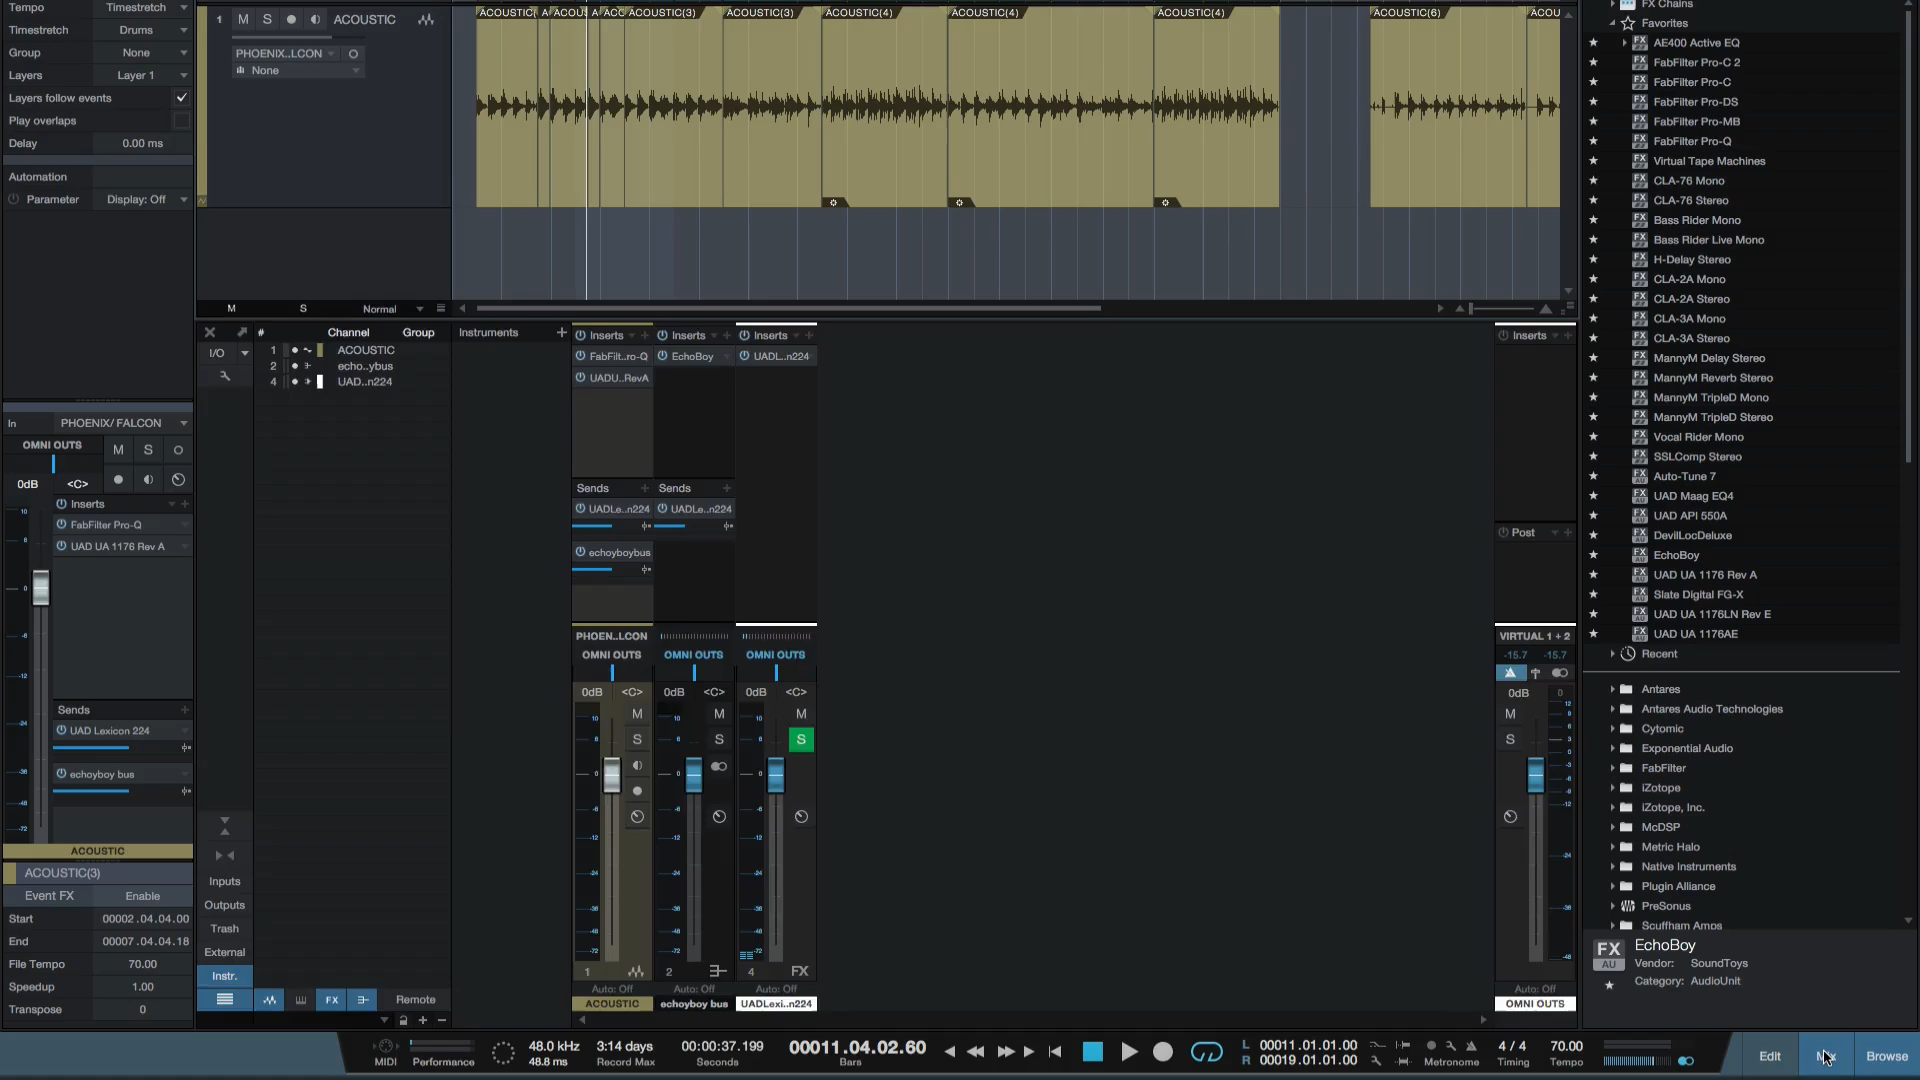 Tempo Timestretch
Timestretch Drums
Group None
Layers Layer 1
Layers follow events
Play overlaps
Delay 0.00 ms
Automation
Parameter Display: Off
1 M S ACOUSTIC
PHOENIX..LCON
None
ACOUSTIC( A ACOUS A ACC ACOUSTIC(3) ACOUSTIC(3) ACOUSTIC(4) ACOUSTIC(4) ACOUSTIC(4) ACOUSTIC(6) ACOU
M S Normal
# Channel Group
I/O
1 ACOUSTIC
2 echo..ybus
4 UAD..n224
Instruments
Inserts Inserts Inserts Inserts
FabFilt..ro-Q EchoBoy UADL..n224
UADU..RevA
Sends Sends
UADLe..n224 UADLe..n224
echoyboybus
Post
PHOEN..LCON VIRTUAL 1 + 2
OMNI OUTS OMNI OUTS OMNI OUTS -15.7 -15.7
0dB <C> 0dB <C> 0dB <C> 0dB 0
M M M M
S S S S
1 2 4 FX
Auto: Off Auto: Off Auto: Off Auto: Off
ACOUSTIC echoyboy bus UADLexi..n224 OMNI OUTS
In PHOENIX/ FALCON
OMNI OUTS M S
0dB <C>
Inserts
FabFilter Pro-Q
UAD UA 1176 Rev A
Sends
UAD Lexicon 224
echoyboy bus
ACOUSTIC
ACOUSTIC(3)
Event FX Enable
Start 00002.04.04.00
End 00007.04.04.18
File Tempo 70.00
Speedup 1.00
Transpose 0
Inputs
Outputs
Trash
External
Instr.
FX Remote
FX Chains
Favorites
AE400 Active EQ
FabFilter Pro-C 2
FabFilter Pro-C
FabFilter Pro-DS
FabFilter Pro-MB
FabFilter Pro-Q
Virtual Tape Machines
CLA-76 Mono
CLA-76 Stereo
Bass Rider Mono
Bass Rider Live Mono
H-Delay Stereo
CLA-2A Mono
CLA-2A Stereo
CLA-3A Mono
CLA-3A Stereo
MannyM Delay Stereo
MannyM Reverb Stereo
MannyM TripleD Mono
MannyM TripleD Stereo
Vocal Rider Mono
SSLComp Stereo
Auto-Tune 7
UAD Maag EQ4
UAD API 550A
DevilLocDeluxe
EchoBoy
UAD UA 1176 Rev A
Slate Digital FG-X
UAD UA 1176LN Rev E
UAD UA 1176AE
Recent
Antares
Antares Audio Technologies
Cytomic
Exponential Audio
FabFilter
iZotope
iZotope, Inc.
McDSP
Metric Halo
Native Instruments
Plugin Alliance
PreSonus
Scuffham Amps
FX AU EchoBoy
Vendor: SoundToys
Category: AudioUnit
MIDI Performance
48.0 kHz
48.8 ms
3:14 days
Record Max
00:00:37.199
Seconds
00011.04.02.60
Bars
L 00011.01.01.00
R 00019.01.01.00
Metronome
4 / 4
Timing
70.00
Tempo
Edit Browse